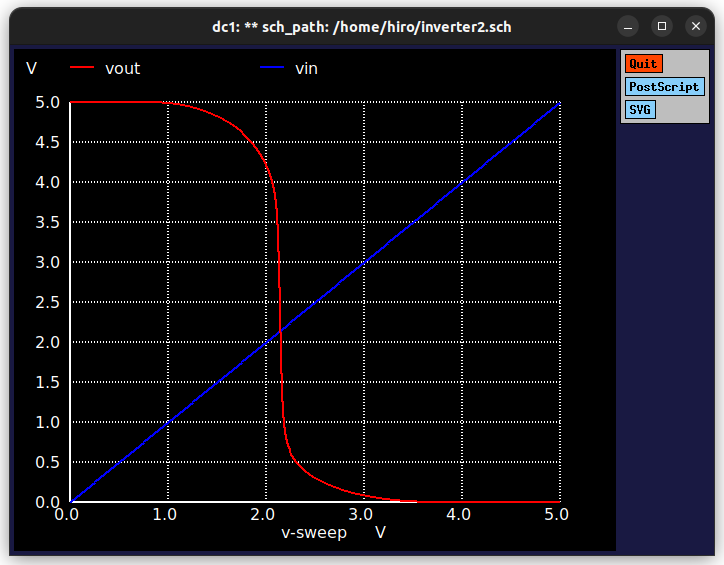 dc1: ** sch_path: /home/hiro/inverter2.sch
Quit
PostScript
SVG
V vout vin
5.0
4.5
4.0
3.5
3.0
2.5
2.0
1.5
1.0
0.5
0.0
0.0 1.0 2.0 3.0 4.0 5.0
v-sweep V